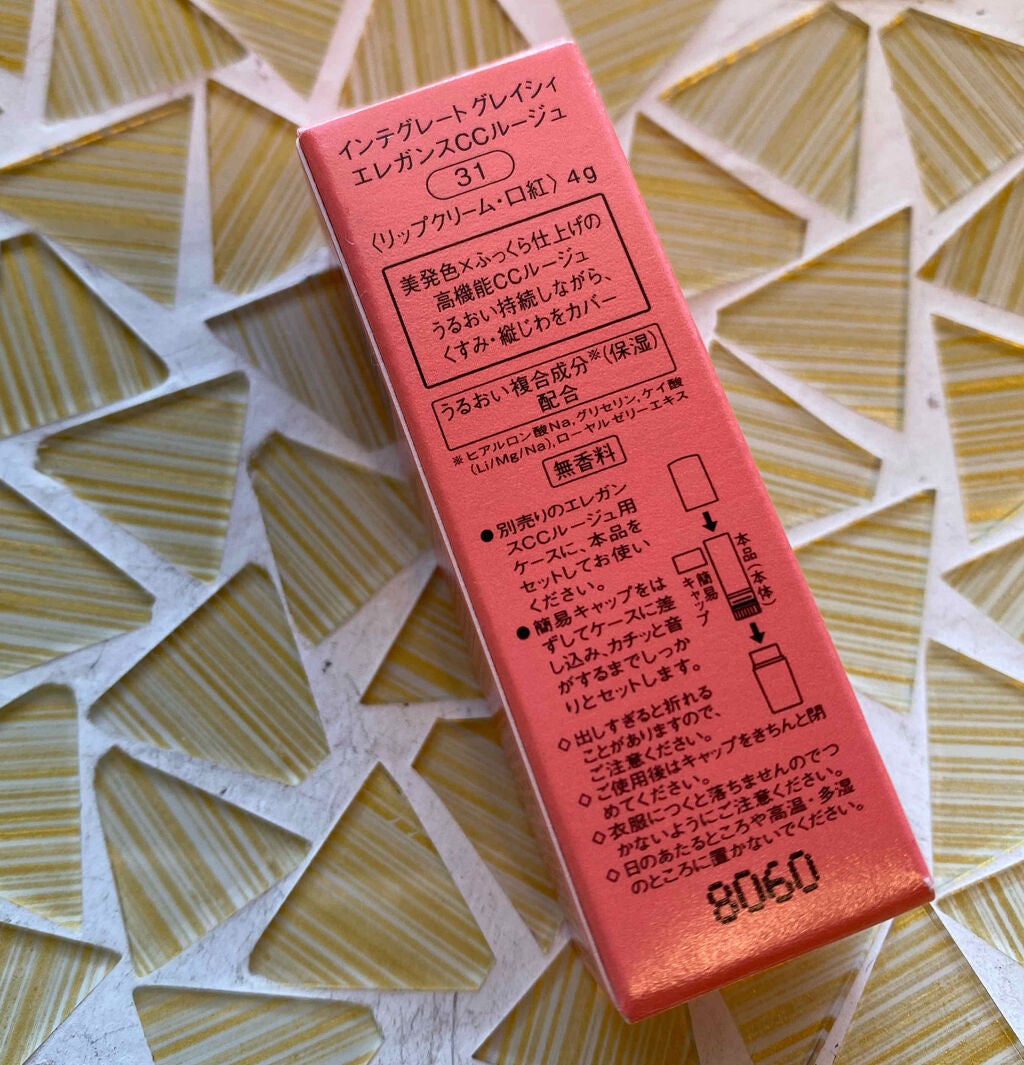 インテグレート グレイシィ
エレガンスCCルージュ
31
〈リップクリーム・口紅〉4g
美発色×ふっくら仕上げの
高機能CCルージュ
うるおい持続しながら、
くすみ・縦じわをカバー
うるおい複合成分※(保湿)
配合
※ヒアルロン酸Na、グリセリン、ケイ酸
(Li/Mg/Na)、ローヤルゼリーエキス
無香料
●別売りのエレガン
スCCルージュ用
ケースに、本品を
セットしてお使い
ください。
●簡易キャップをは
ずしてケースに差
し込み、カチッと音
がするまでしっか
りとセットします。
本品(本体)
簡易
キャップ
◇出しすぎると折れる
ことがありますので、
ご注意ください。
◇ご使用後はキャップをきちんと閉
めてください。
◇衣服につくと落ちませんのでつ
かないようにご注意ください。
◇日のあたるところや高温・多湿
のところに置かないでください。
8060